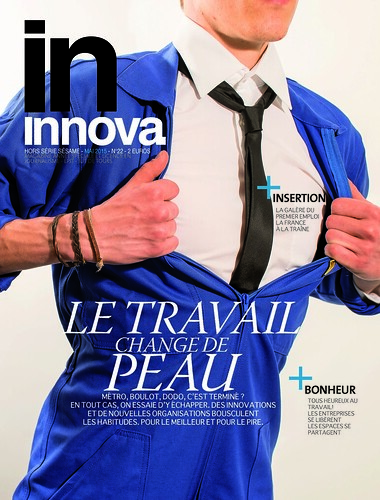 in
innova
HORS SÉRIE SÉSAME - MAI 2015 - N°22 - 2 EUROS
+INSERTION
LA GALÈRE DU
PREMIER EMPLOI
LA FRANCE
À LA TRAÎNE
LE TRAVAIL
CHANGE DE
PEAU
MÉTRO, BOULOT, DODO, C'EST TERMINÉ ?
EN TOUT CAS, ON ESSAIE D'Y ÉCHAPPER. DES INNOVATIONS
ET DE NOUVELLES ORGANISATIONS BOUSCULENT
LES HABITUDES. POUR LE MEILLEUR ET POUR LE PIRE.
+BONHEUR
TOUS HEUREUX AU
TRAVAIL!
LES ENTREPRISES
SE LIBÈRENT
LES ESPACES SE
PARTAGENT